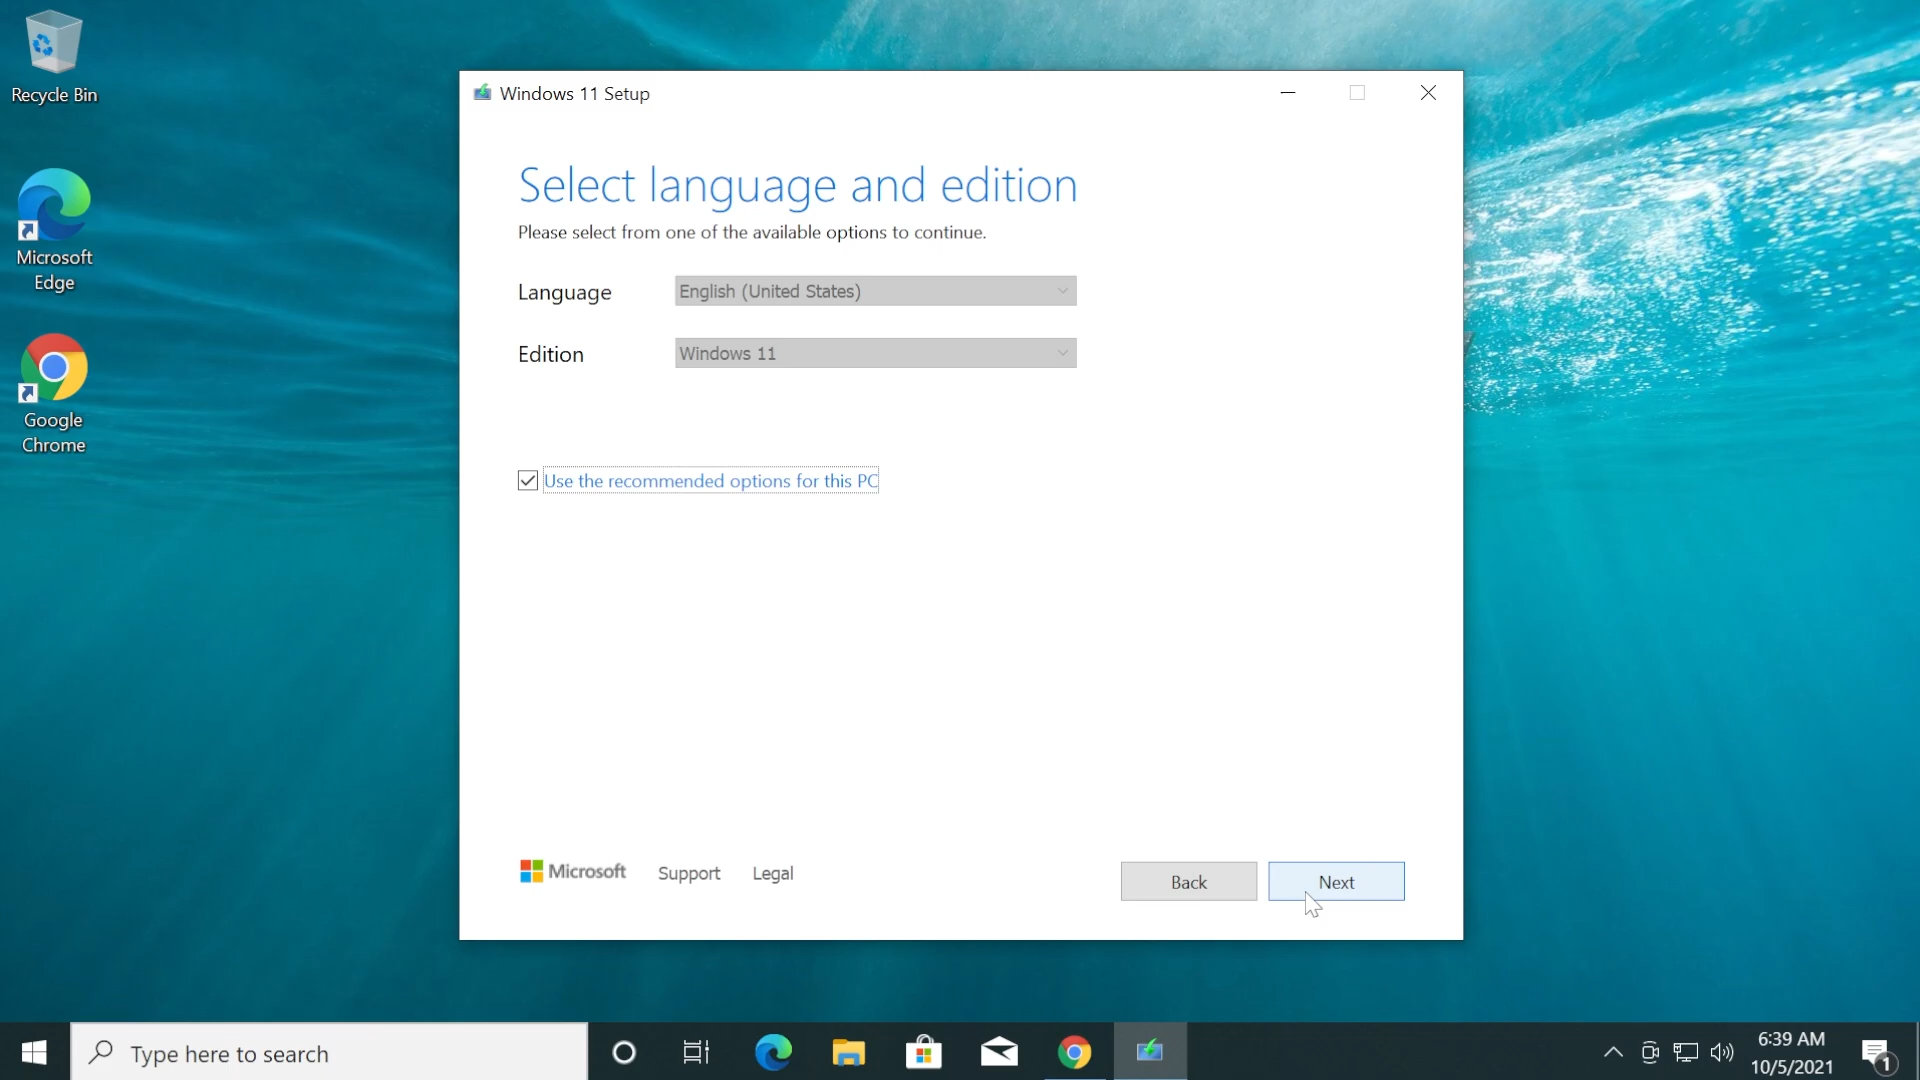 Recycle Bin
Microsoft
Edge
Google
Chrome
Windows 11 Setup
Select language and edition
Please select from one of the available options to continue.
Language English (United States)
Edition Windows 11
Use the recommended options for this PC
Microsoft Support Legal
Back Next
Type here to search
6:39 AM
10/5/2021
1